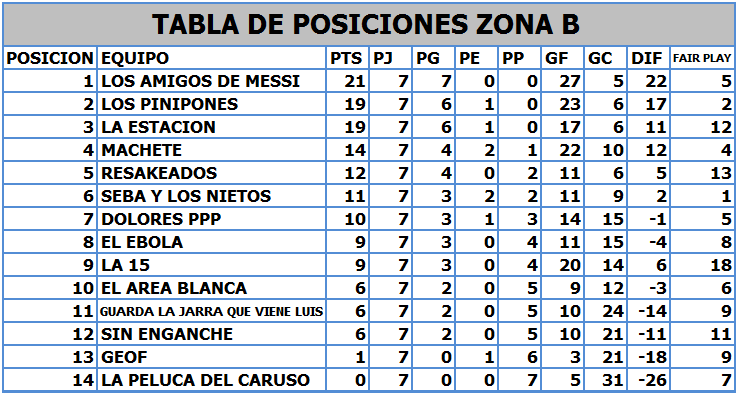 TABLA DE POSICIONES ZONA B
POSICION EQUIPO PTS PJ PG PE PP GF GC DIF FAIR PLAY
1 LOS AMIGOS DE MESSI 21 7 7 0 0 27 5 22 5
2 LOS PINIPONES 19 7 6 1 0 23 6 17 2
3 LA ESTACION 19 7 6 1 0 17 6 11 12
4 MACHETE 14 7 4 2 1 22 10 12 4
5 RESAKEADOS 12 7 4 0 2 11 6 5 13
6 SEBA Y LOS NIETOS 11 7 3 2 2 11 9 2 1
7 DOLORES PPP 10 7 3 1 3 14 15 -1 5
8 EL EBOLA 9 7 3 0 4 11 15 -4 8
9 LA 15 9 7 3 0 4 20 14 6 18
10 EL AREA BLANCA 6 7 2 0 5 9 12 -3 6
11 GUARDA LA JARRA QUE VIENE LUIS 6 7 2 0 5 10 24 -14 9
12 SIN ENGANCHE 6 7 2 0 5 10 21 -11 11
13 GEOF 1 7 0 1 6 3 21 -18 9
14 LA PELUCA DEL CARUSO 0 7 0 0 7 5 31 -26 7